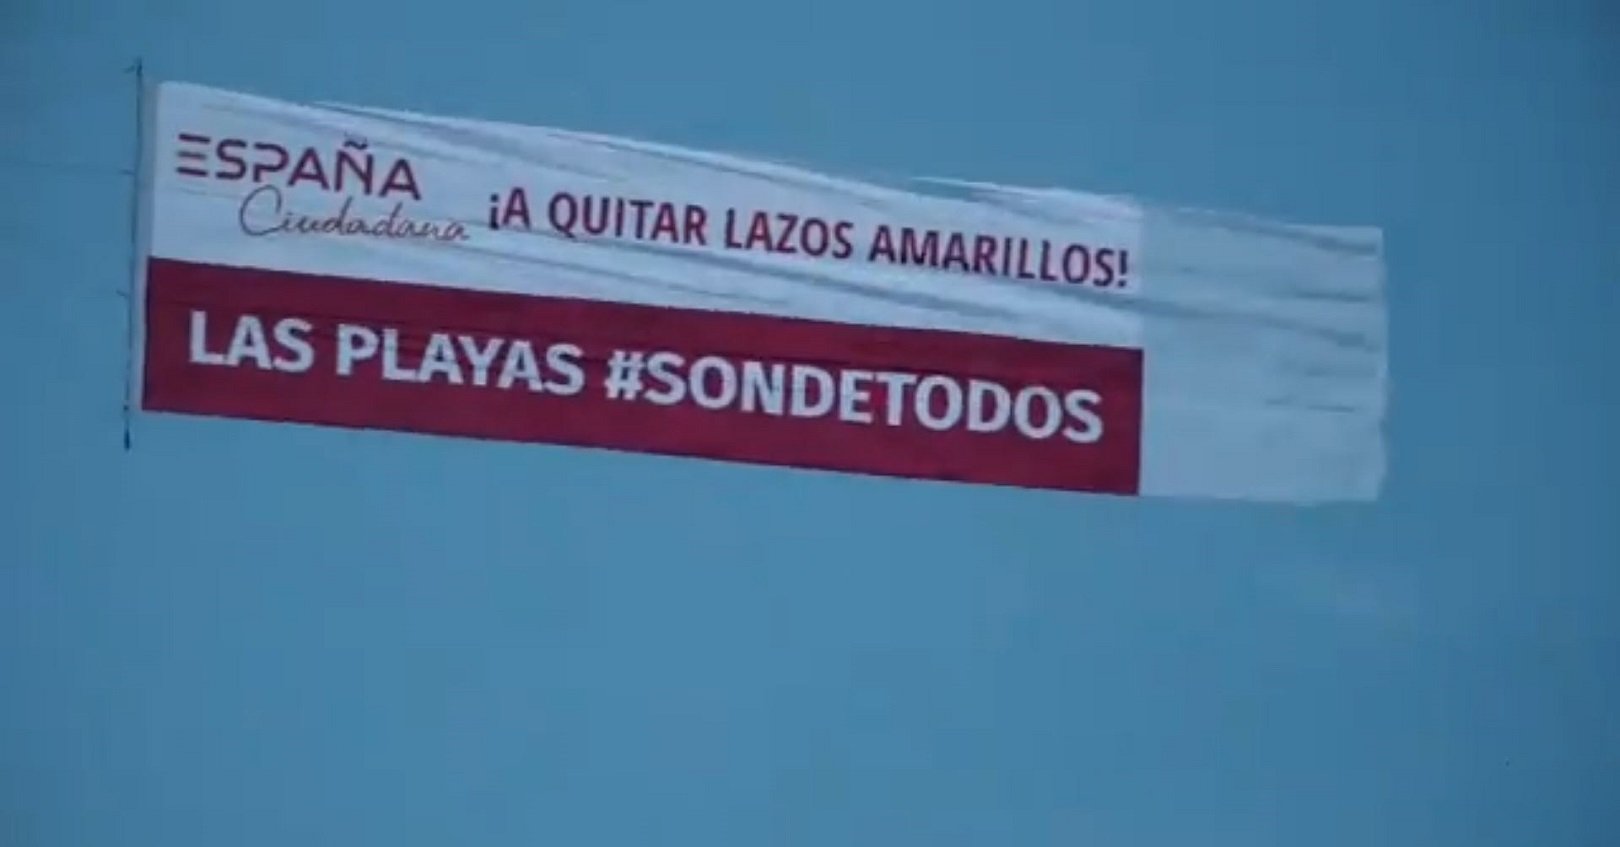 ESPAÑA
Ciudadana
¡A QUITAR LAZOS AMARILLOS!
LAS PLAYAS #SONDETODOS